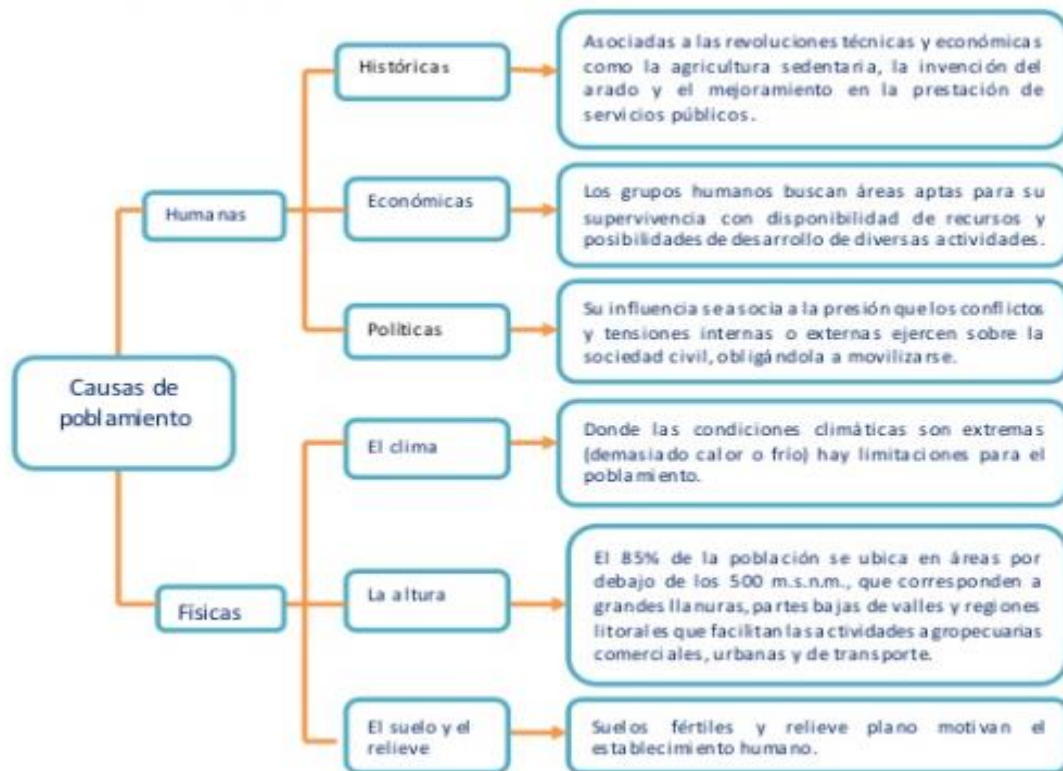 Históricas
Asociadas a las revoluciones técnicas y económicas
como la agricultura sedentaria, la invención del
arado y el mejoramiento en la prestación de
servicios públicos.
Humanas
Económicas
Los grupos humanos buscan áreas aptas para su
supervivencia con disponibilidad de recursos y
posibilidades de desarrollo de diversas actividades.
Políticas
Su influencia se asocia a la presión que los conflictos
y tensiones internas o externas ejercen sobre la
sociedad civil, obligándola a movilizarse.
Causas de
poblamiento
El clima
Donde las condiciones climáticas son extremas
(demasiado calor o frío) hay limitaciones para el
poblamiento.
Físicas
La altura
El 85% de la población se ubica en áreas por
debajo de los 500 m.s.n.m., que corresponden a
grandes llanuras, partes bajas de valles y regiones
litorales que facilitan las actividades agropecuarias
comerciales, urbanas y de transporte.
El suelo y el
relieve
Suelos fértiles y relieve plano motivan el
establecimiento humano.